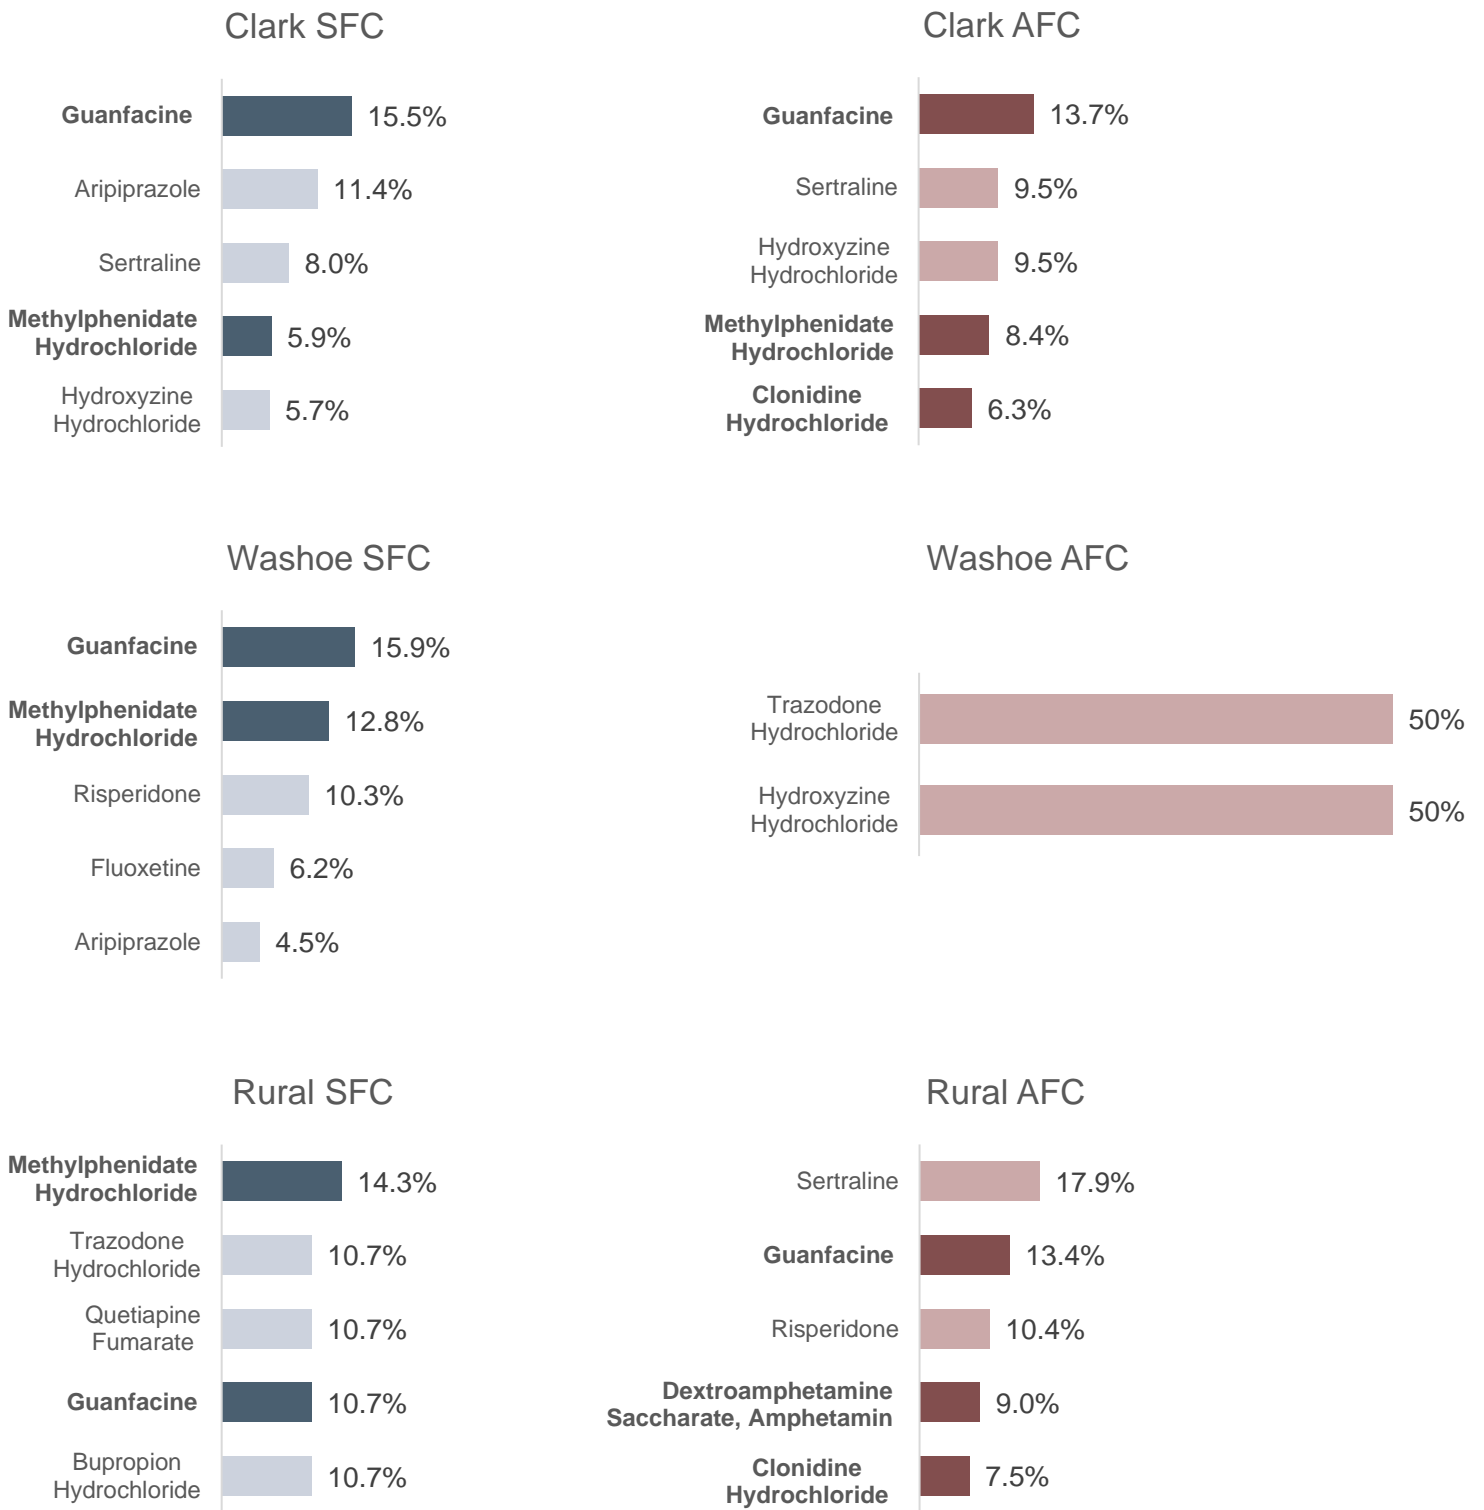 Clark SFC
Guanfacine
15.5%
Aripiprazole
11.4%
Sertraline
8.0%
Methylphenidate
Hydrochloride
5.9%
Hydroxyzine
Hydrochloride
5.7%
Clark AFC
Guanfacine
13.7%
Sertraline
9.5%
Hydroxyzine
Hydrochloride
9.5%
Methylphenidate
Hydrochloride
8.4%
Clonidine
Hydrochloride
6.3%
Washoe SFC
Guanfacine
15.9%
Methylphenidate
Hydrochloride
12.8%
Risperidone
10.3%
Fluoxetine
6.2%
Aripiprazole
4.5%
Washoe AFC
Trazodone
Hydrochloride
50%
Hydroxyzine
Hydrochloride
50%
Rural SFC
Methylphenidate
Hydrochloride
14.3%
Trazodone
Hydrochloride
10.7%
Quetiapine
Fumarate
10.7%
Guanfacine
10.7%
Bupropion
Hydrochloride
10.7%
Rural AFC
Sertraline
17.9%
Guanfacine
13.4%
Risperidone
10.4%
Dextroamphetamine
Saccharate, Amphetamin
9.0%
Clonidine
Hydrochloride
7.5%